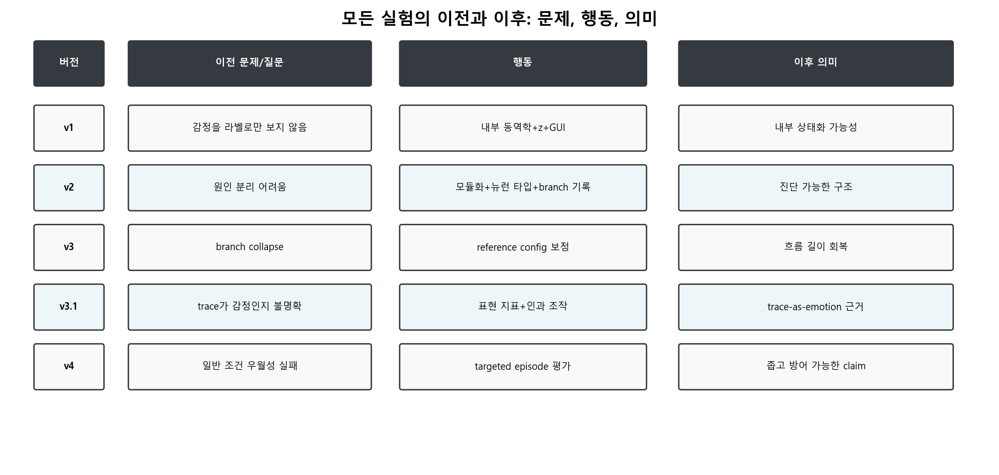 모든 실험의 이전과 이후: 문제, 행동, 의미
버전
이전 문제/질문
행동
이후 의미
v1
감정을 라벨로만 보지 않음
내부 동역학+z+GUI
내부 상태화 가능성
v2
원인 분리 어려움
모듈화+뉴런 타입+branch 기록
진단 가능한 구조
v3
branch collapse
reference config 보정
흐름 길이 회복
v3.1
trace가 감정인지 불명확
표현 지표+인과 조작
trace-as-emotion 근거
v4
일반 조건 우월성 실패
targeted episode 평가
좁고 방어 가능한 claim